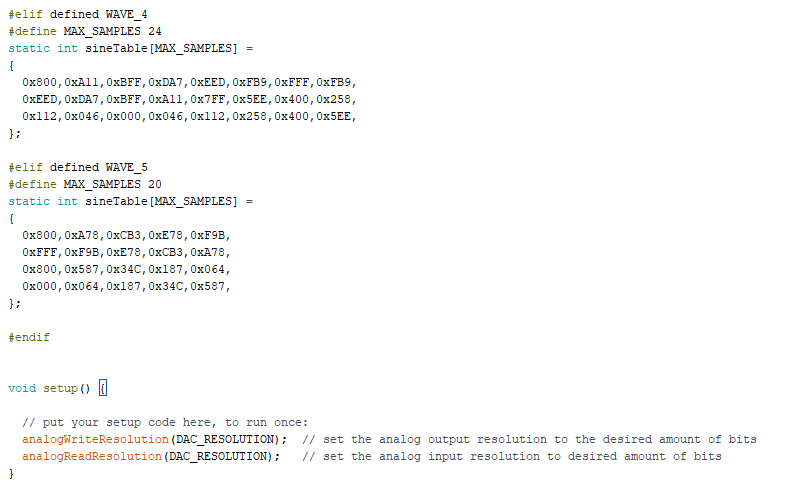 #elif defined WAVE_4
#define MAX_SAMPLES 24
static int sineTable[MAX_SAMPLES] =
{
  0x800,0xA11,0xBFF,0xDA7,0xEED,0xFB9,0xFFF,0xFB9,
  0xEED,0xDA7,0xBFF,0xA11,0x7FF,0x5EE,0x400,0x258,
  0x112,0x046,0x000,0x046,0x112,0x258,0x400,0x5EE,
};
#elif defined WAVE_5
#define MAX_SAMPLES 20
static int sineTable[MAX_SAMPLES] =
{
  0x800,0xA78,0xCB3,0xE78,0xF9B,
  0xFFF,0xF9B,0xE78,0xCB3,0xA78,
  0x800,0x587,0x34C,0x187,0x064,
  0x000,0x064,0x187,0x34C,0x587,
};
#endif
void setup() {
  // put your setup code here, to run once:
  analogWriteResolution(DAC_RESOLUTION);  // set the analog output resolution to the desired amount of bits
  analogReadResolution(DAC_RESOLUTION);   // set the analog input resolution to desired amount of bits
}